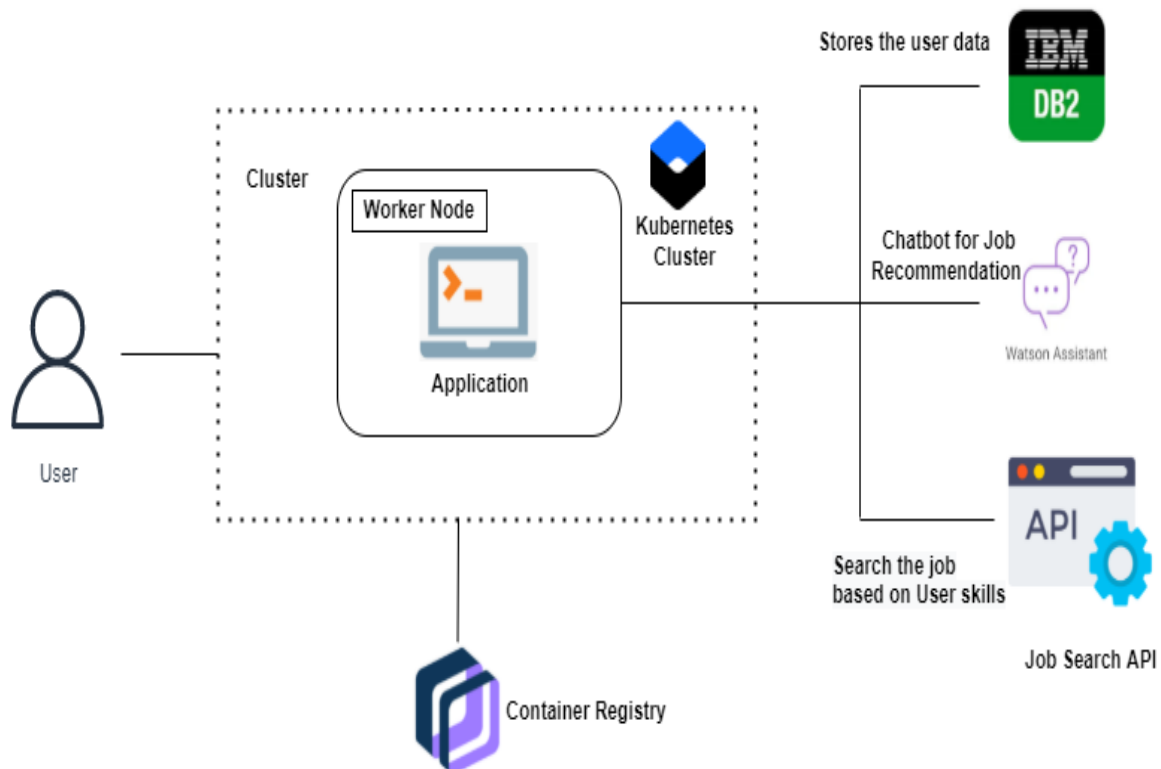 Stores the user data
IBM
DB2
Cluster
Worker Node
Kubernetes
Cluster
Chatbot for Job
Recommendation
?
Watson Assistant
Application
User
API
Search the job
based on User skills
Job Search API
Container Registry